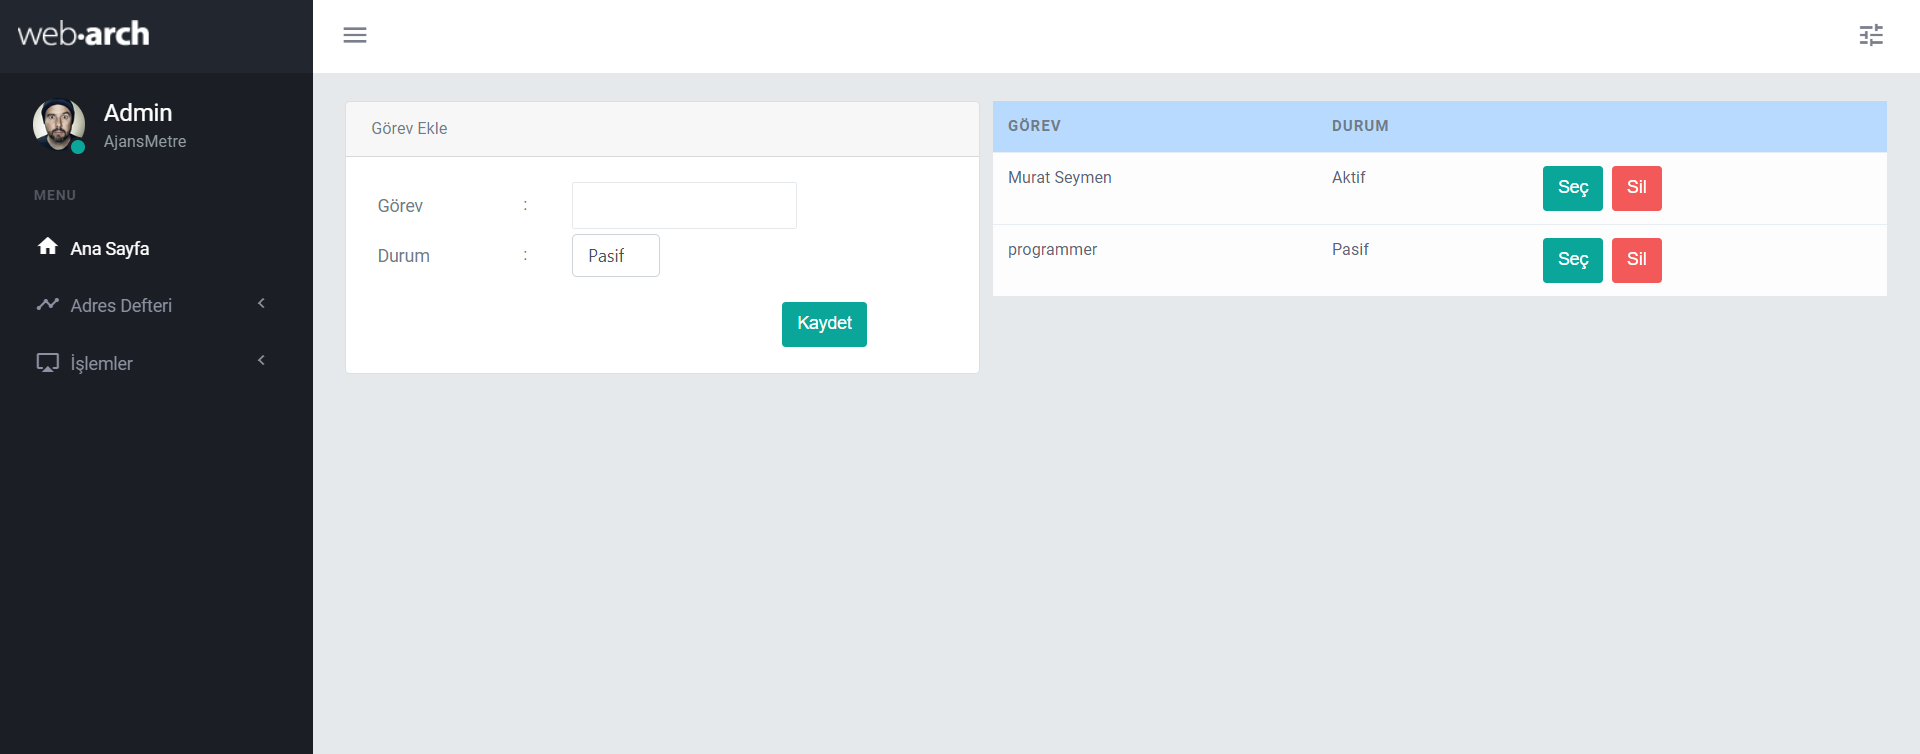 web·arch
Admin
AjansMetre
MENU
Ana Sayfa
Adres Defteri
İşlemler
Görev Ekle
Görev :
Durum : Pasif
Kaydet
GÖREV DURUM
Murat Seymen Aktif Seç Sil
programmer Pasif Seç Sil